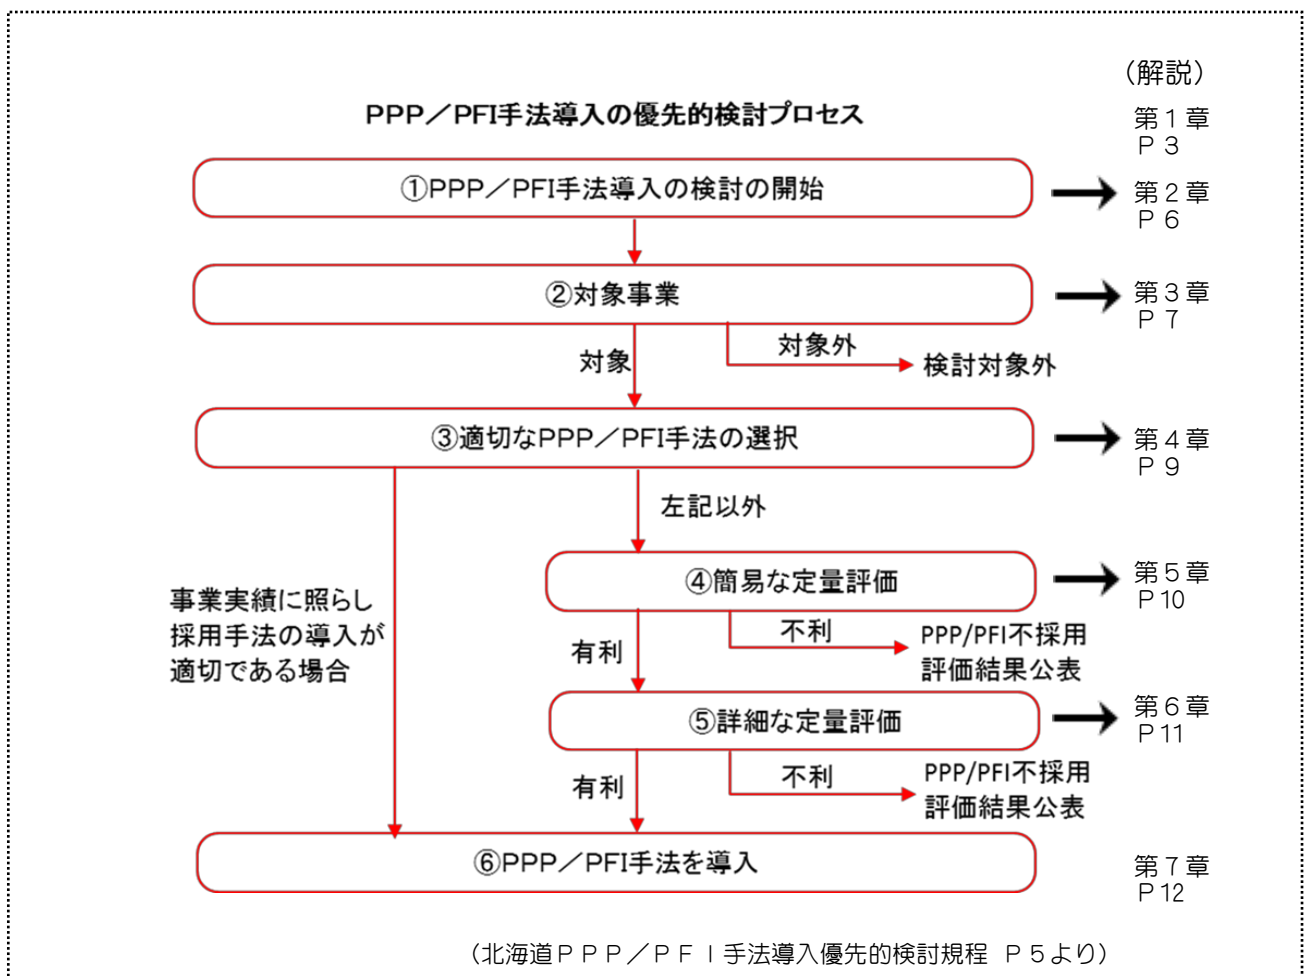 (解説)
PPP／PFI手法導入の優先的検討プロセス
第１章
Ｐ３
①PPP／PFI手法導入の検討の開始
第２章
Ｐ６
②対象事業
第３章
Ｐ７
対象
対象外
検討対象外
③適切なPPP／PFI手法の選択
第４章
Ｐ９
左記以外
事業実績に照らし
採用手法の導入が
適切である場合
④簡易な定量評価
第５章
Ｐ10
有利
不利
PPP/PFI不採用
評価結果公表
⑤詳細な定量評価
第６章
Ｐ11
有利
不利
PPP/PFI不採用
評価結果公表
⑥PPP／PFI手法を導入
第７章
Ｐ12
(北海道ＰＰＰ／ＰＦＩ手法導入優先的検討規程 Ｐ５より)